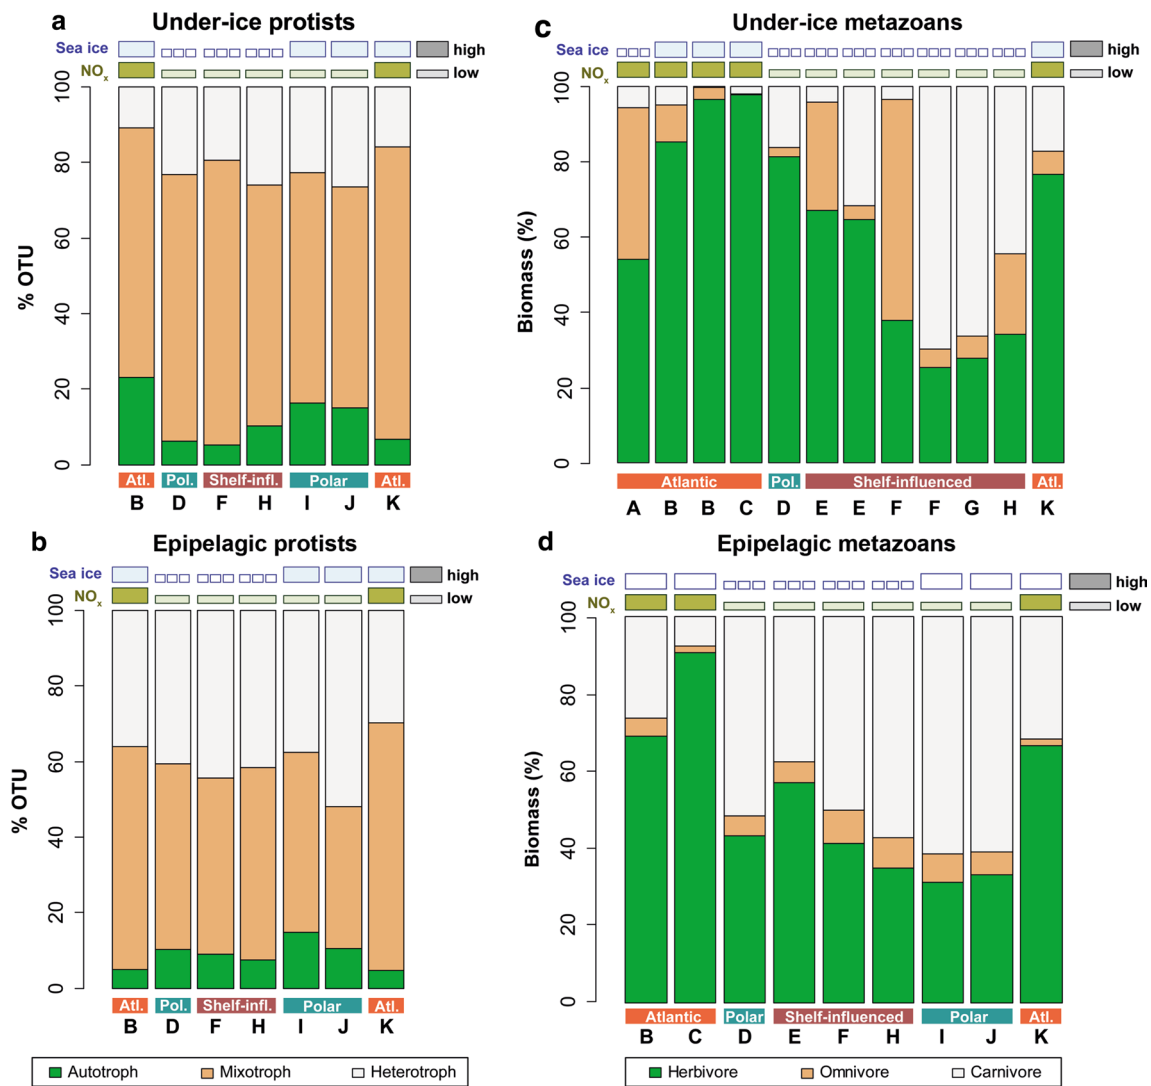 a
Under-ice protists
Sea ice
high
NOx
low
% OTU
100
80
60
40
20
0
Atl.
Pol.
Shelf-infl.
Polar
Atl.
B D F H I J K
b
Epipelagic protists
Sea ice
high
NOx
low
% OTU
100
80
60
40
20
0
Atl.
Pol.
Shelf-infl.
Polar
Atl.
B D F H I J K
Autotroph Mixotroph Heterotroph
c
Under-ice metazoans
Sea ice
high
NOx
low
Biomass (%)
100
80
60
40
20
0
Atlantic
Pol.
Shelf-influenced
Atl.
A B B C D E E F F G H K
d
Epipelagic metazoans
Sea ice
high
NOx
low
Biomass (%)
100
80
60
40
20
0
Atlantic
Polar
Shelf-influenced
Polar
Atl.
B C D E F H I J K
Herbivore Omnivore Carnivore